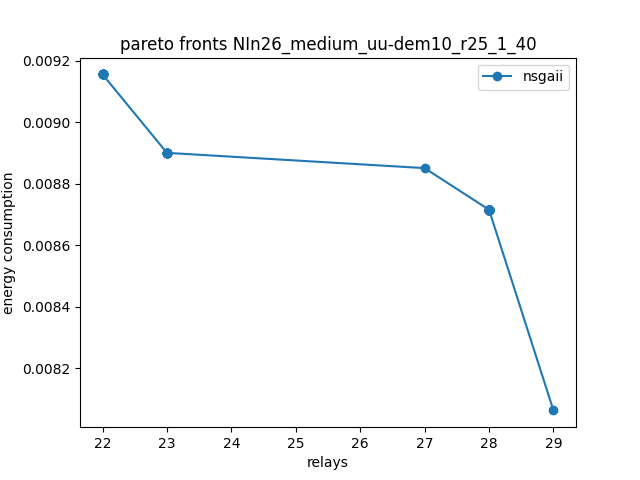 pareto fronts NIn26_medium_uu-dem10_r25_1_40
nsgaii
energy consumption
0.0092
0.0090
0.0088
0.0086
0.0084
0.0082
22 23 24 25 26 27 28 29
relays